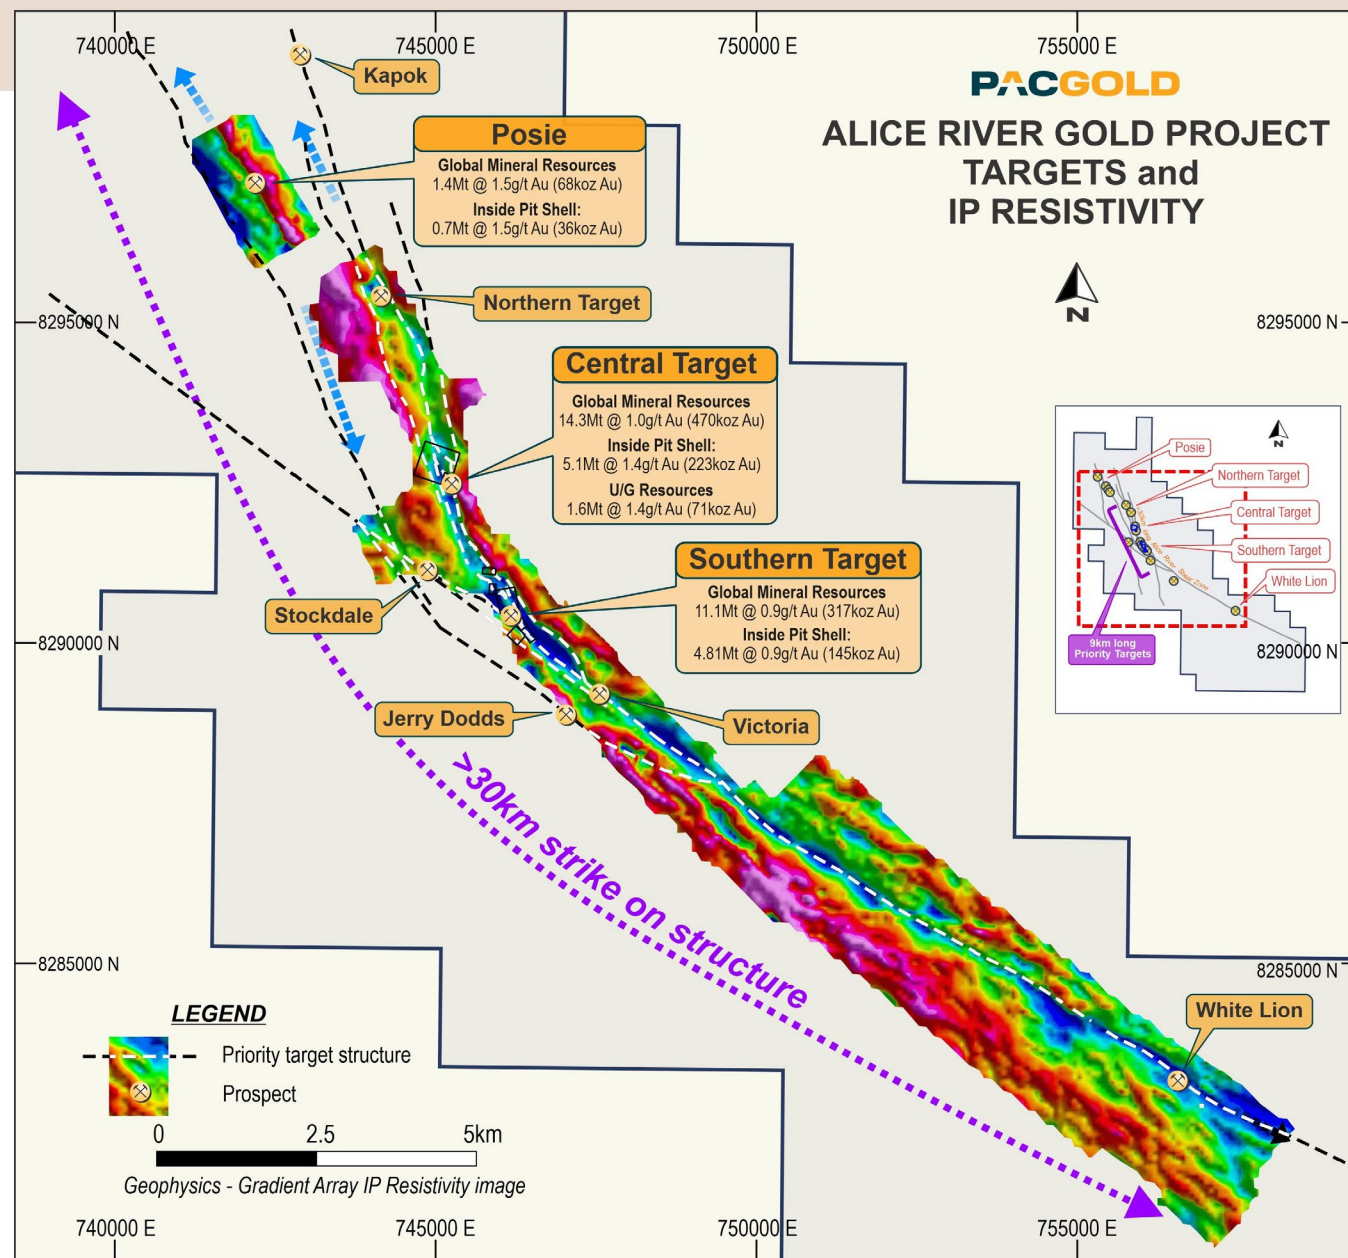 740000 E
745000 E
750000 E
755000 E
PACGOLD
ALICE RIVER GOLD PROJECT
TARGETS and
IP RESISTIVITY
N
Kapok
Posie
Global Mineral Resources
1.4Mt @ 1.5g/t Au (68koz Au)
Inside Pit Shell:
0.7Mt @ 1.5g/t Au (36koz Au)
Northern Target
8295000 N
8295000 N
Central Target
Global Mineral Resources
14.3Mt @ 1.0g/t Au (470koz Au)
Inside Pit Shell:
5.1Mt @ 1.4g/t Au (223koz Au)
U/G Resources
1.6Mt @ 1.4g/t Au (71koz Au)
Southern Target
Global Mineral Resources
11.1Mt @ 0.9g/t Au (317koz Au)
Inside Pit Shell:
4.81Mt @ 0.9g/t Au (145koz Au)
Stockdale
8290000 N
8290000 N
Jerry Dodds
Victoria
>30km strike on structure
N
Posie
Northern Target
Central Target
Southern Target
White Lion
>30km long Alice River Shear Zone
9km long
Priority Targets
8285000 N
8285000 N
White Lion
LEGEND
Priority target structure
Prospect
0
2.5
5km
Geophysics - Gradient Array IP Resistivity image
740000 E
745000 E
750000 E
755000 E